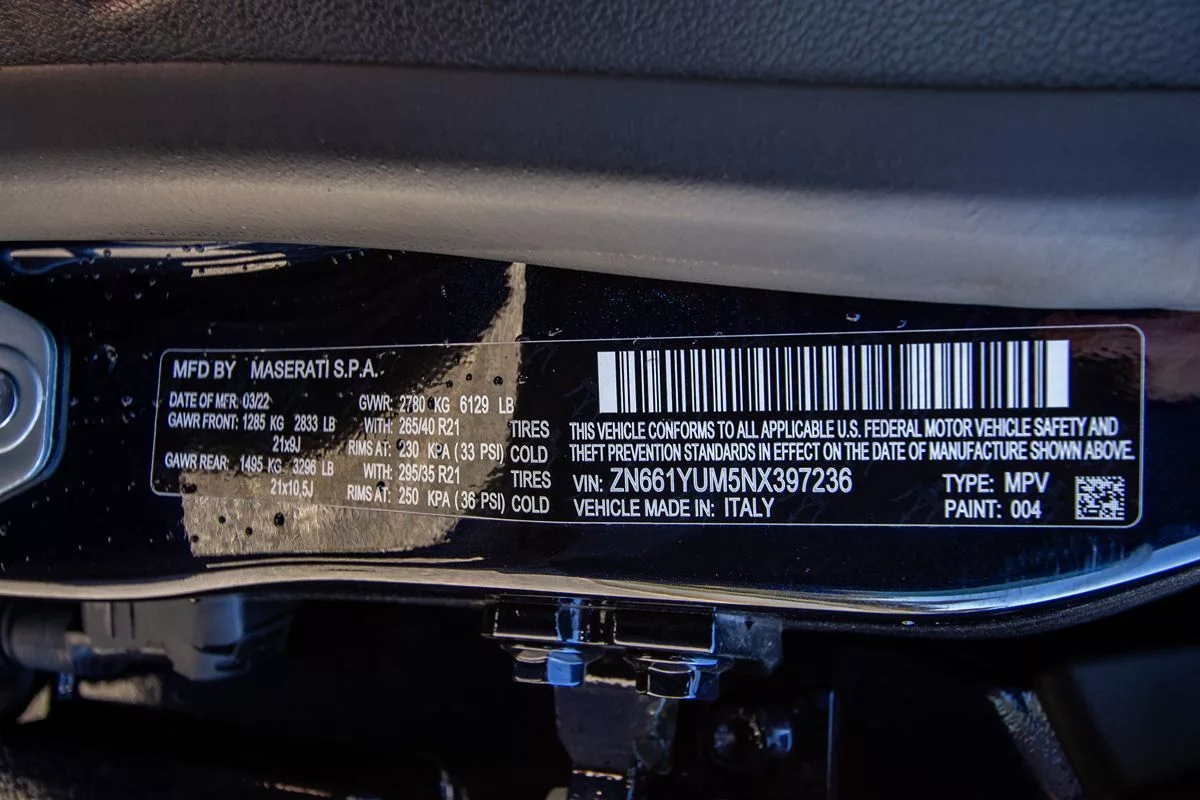 MFD BY MASERATI S.P.A.
DATE OF MFR: 03/22 GVWR: 2780 KG 6129 LB
GAWR FRONT: 1285 KG 2833 LB WITH: 265/40 R21 TIRES
21x9J RIMS AT: 230 KPA (33 PSI) COLD
GAWR REAR: 1495 KG 3296 LB WITH: 295/35 R21 TIRES
21x10,5J RIMS AT: 250 KPA (36 PSI) COLD
THIS VEHICLE CONFORMS TO ALL APPLICABLE U.S. FEDERAL MOTOR VEHICLE SAFETY AND
THEFT PREVENTION STANDARDS IN EFFECT ON THE DATE OF MANUFACTURE SHOWN ABOVE.
VIN: ZN661YUM5NX397236 TYPE: MPV
VEHICLE MADE IN: ITALY PAINT: 004